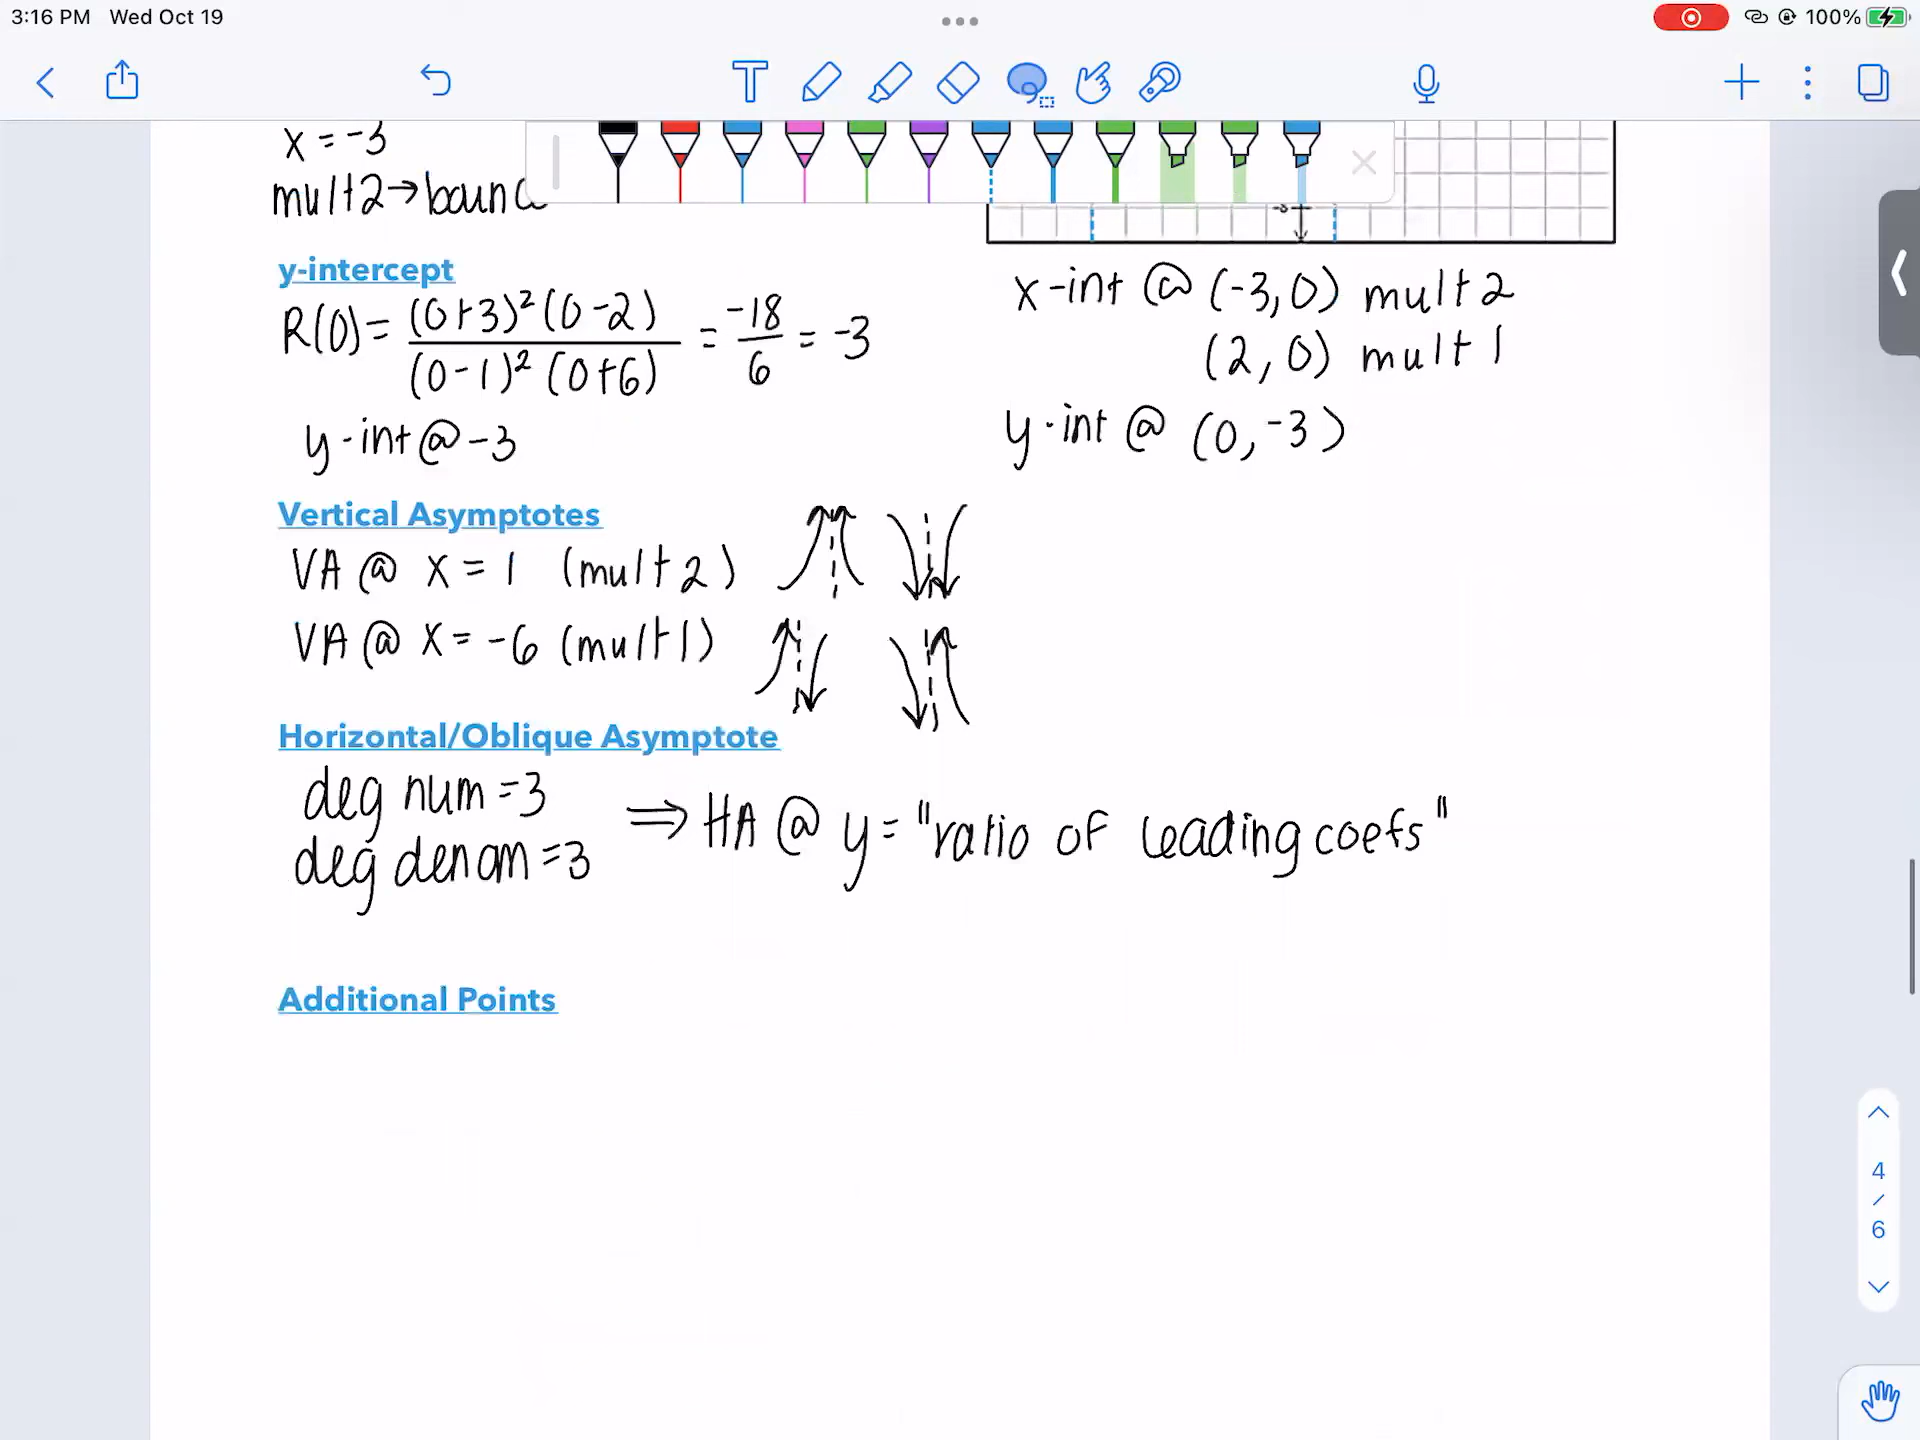 3:16 PM Wed Oct 19
100%
x = -3
mult 2 → bounc
y-intercept
R(0) = (0+3)² (0-2) / (0-1)² (0+6) = -18/6 = -3
y-int @ -3
x-int @ (-3,0) mult 2
(2,0) mult 1
y-int @ (0,-3)
Vertical Asymptotes
VA @ x = 1 (mult 2)
VA @ x = -6 (mult 1)
Horizontal/Oblique Asymptote
deg num = 3
deg denom = 3
⟹ HA @ y = "ratio of leading coefs"
Additional Points
4
/
6